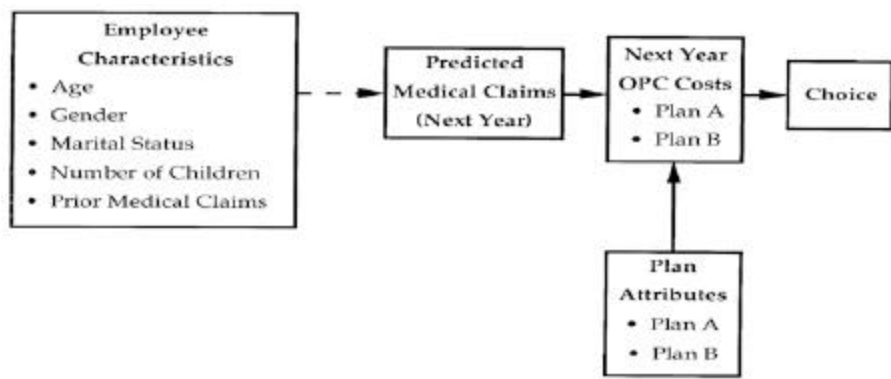 Employee
Characteristics
• Age
• Gender
• Marital Status
• Number of Children
• Prior Medical Claims
Predicted
Medical Claims
(Next Year)
Next Year
OPC Costs
• Plan A
• Plan B
Choice
Plan
Attributes
• Plan A
• Plan B